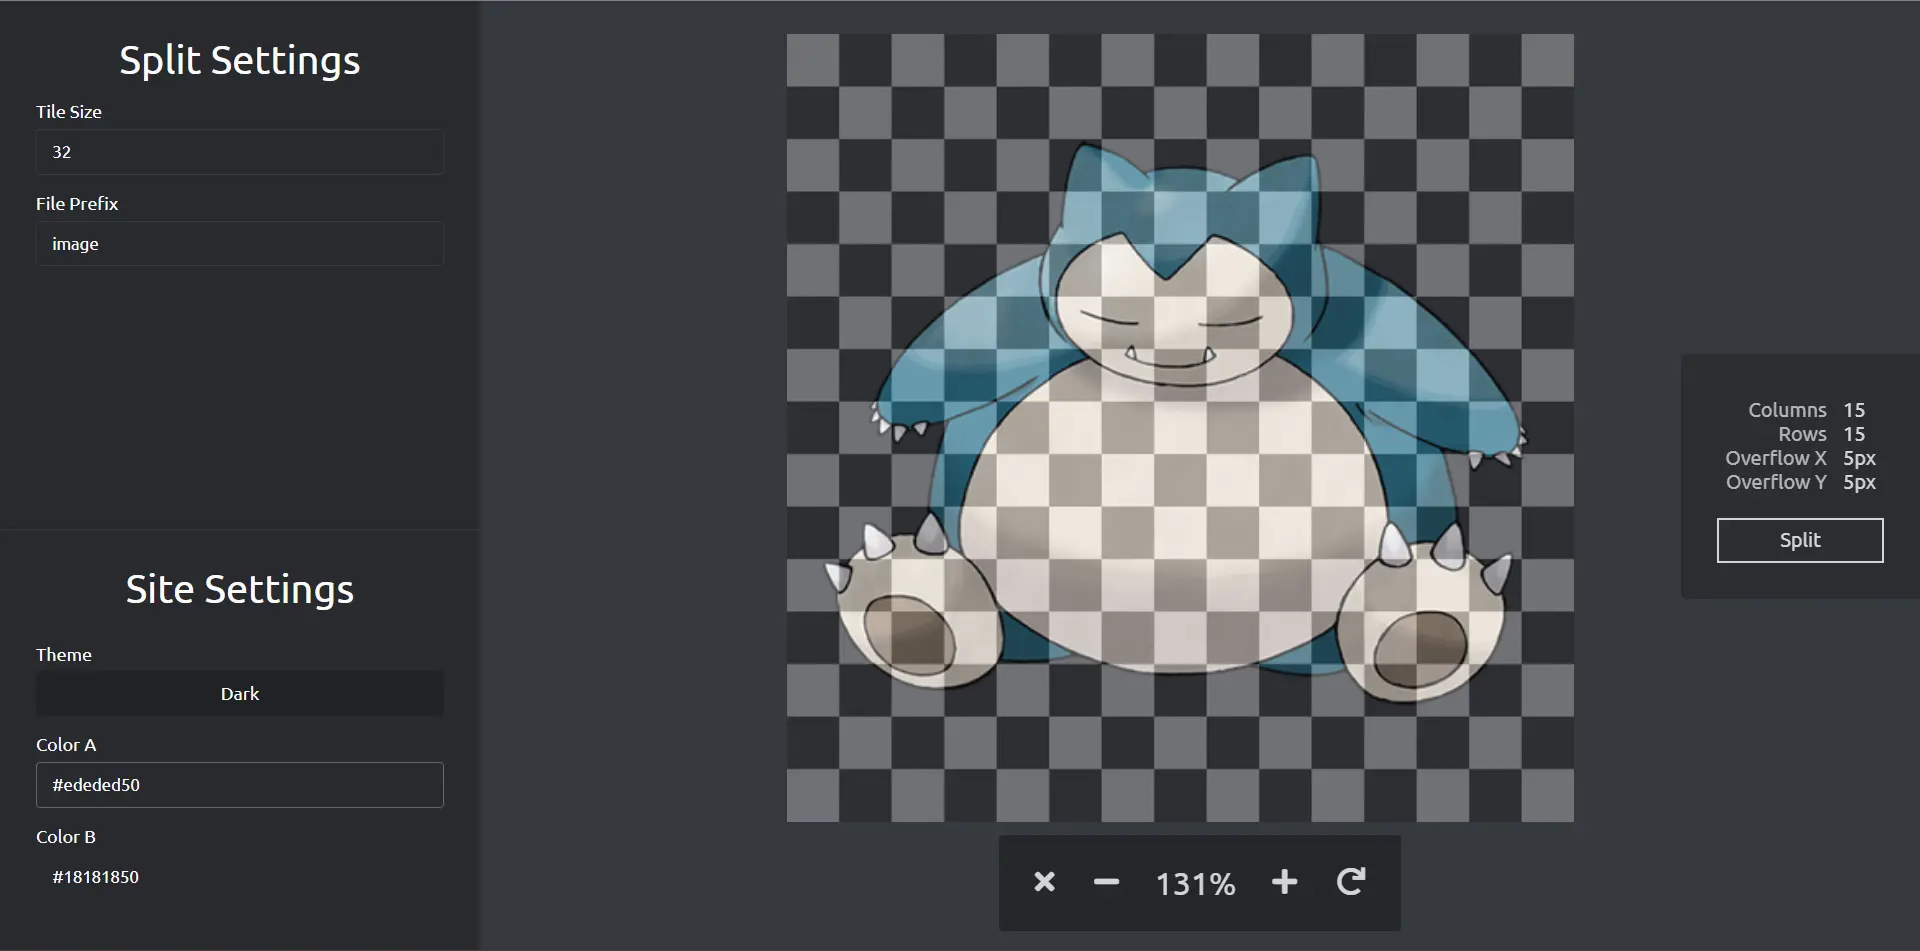 Split Settings
Tile Size
32
File Prefix
image
Site Settings
Theme
Dark
Color A
#ededed50
Color B
#18181850
131%
Columns 15
Rows 15
Overflow X 5px
Overflow Y 5px
Split